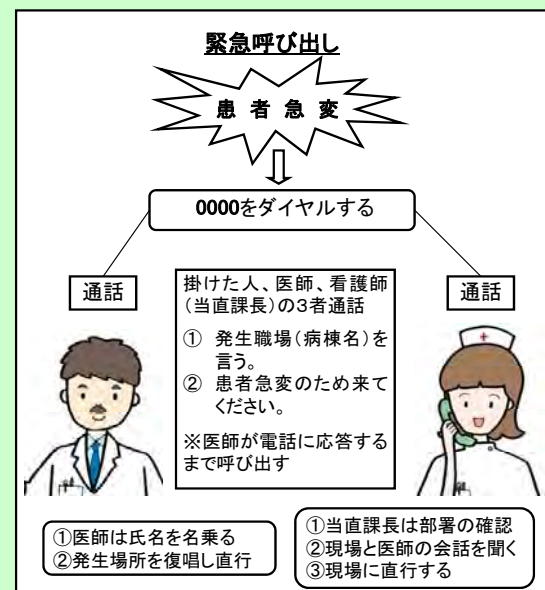 緊急呼び出し
患者急変
0000をダイヤルする
通話
掛けた人、医師、看護師
(当直課長)の3者通話
① 発生職場(病棟名)を
言う。
② 患者急変のため来て
ください。
※医師が電話に応答する
まで呼び出す
通話
①医師は氏名を名乗る
②発生場所を復唱し直行
①当直課長は部署の確認
②現場と医師の会話を聞く
③現場に直行する